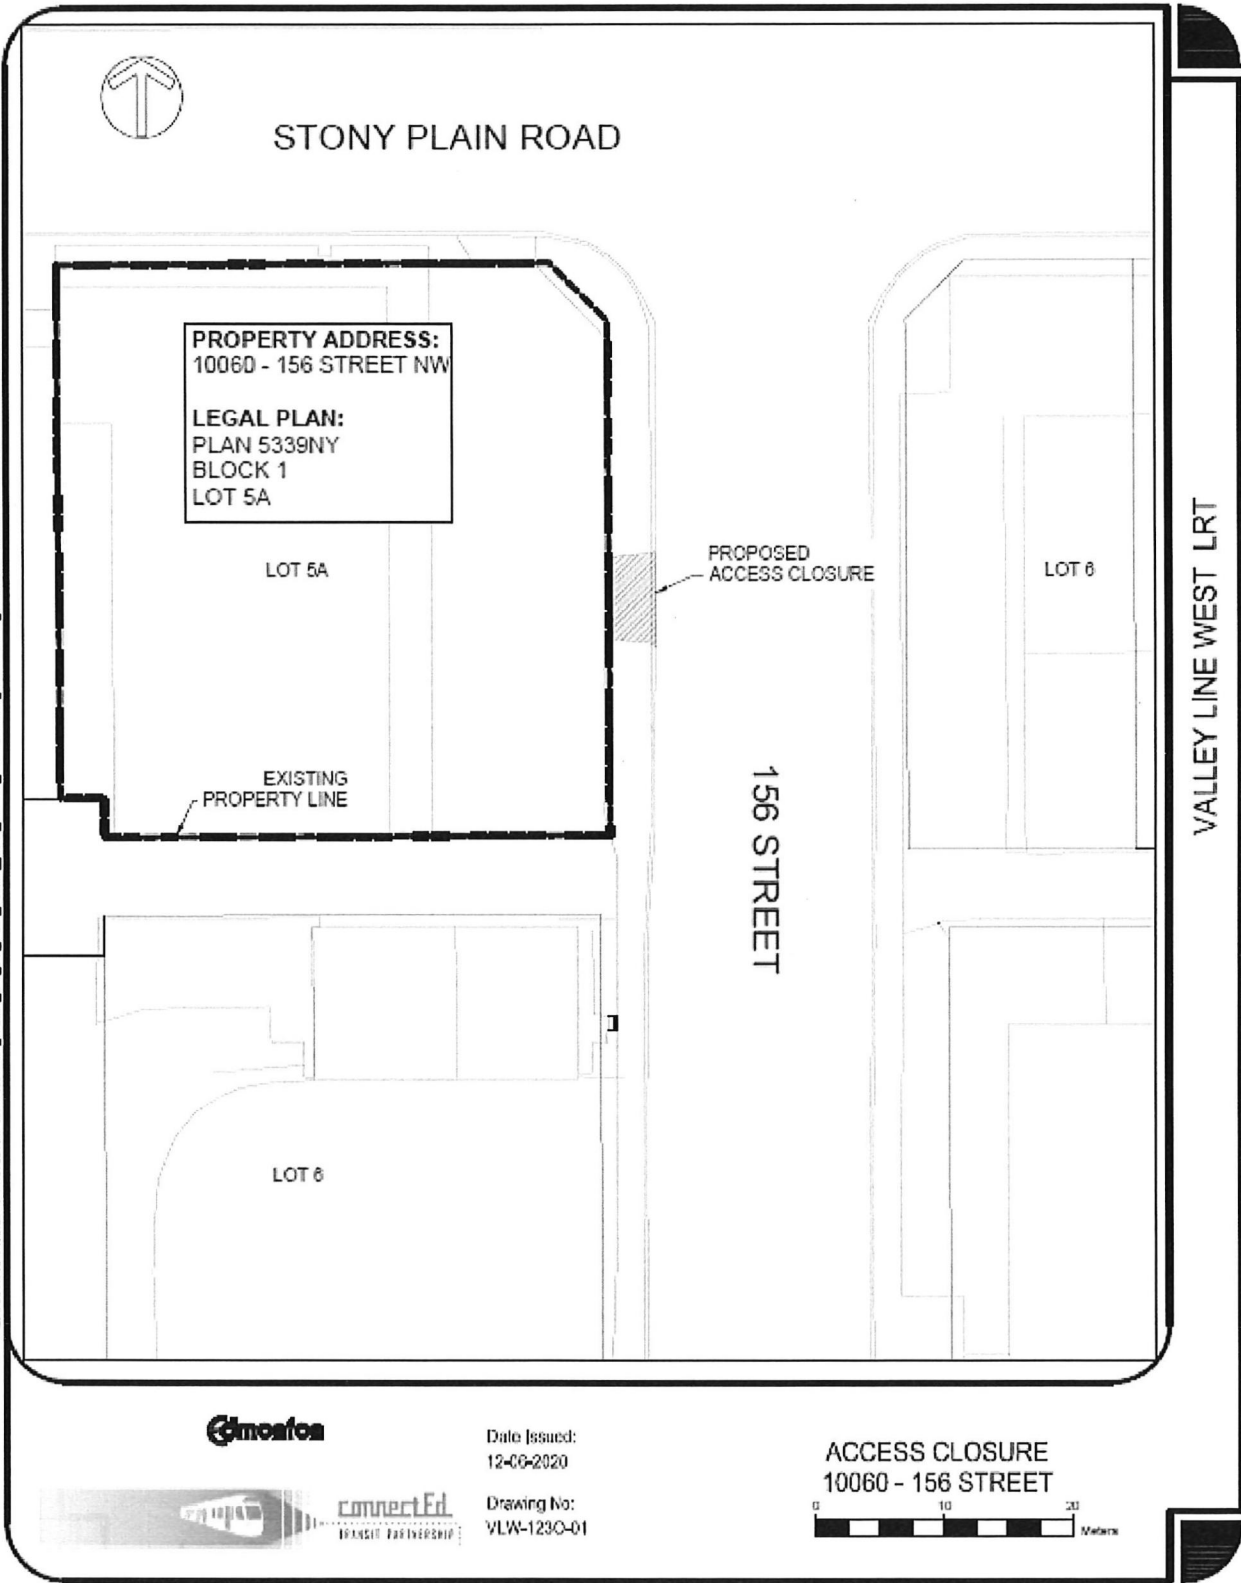 STONY PLAIN ROAD
PROPERTY ADDRESS:
10060 - 156 STREET NW
LEGAL PLAN:
PLAN 5339NY
BLOCK 1
LOT 5A
LOT 5A
PROPOSED
ACCESS CLOSURE
LOT 6
EXISTING
PROPERTY LINE
156 STREET
LOT 6
VALLEY LINE WEST LRT
Edmonton
connectEd
TRANSIT PARTNERSHIP
Date Issued:
12-06-2020
Drawing No:
VLW-123O-01
ACCESS CLOSURE
10060 - 156 STREET
0 10 20
Meters